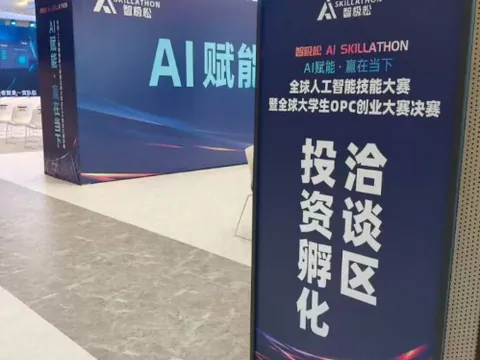 SKILLATHON
智极松
AI赋能·赢在当下
AI赋能
SKILLATHON
智极松
智极松 AI SKILLATHON
AI赋能·赢在当下
全球人工智能技能大赛
暨全球大学生OPC创业大赛决赛
投资孵化
洽谈区